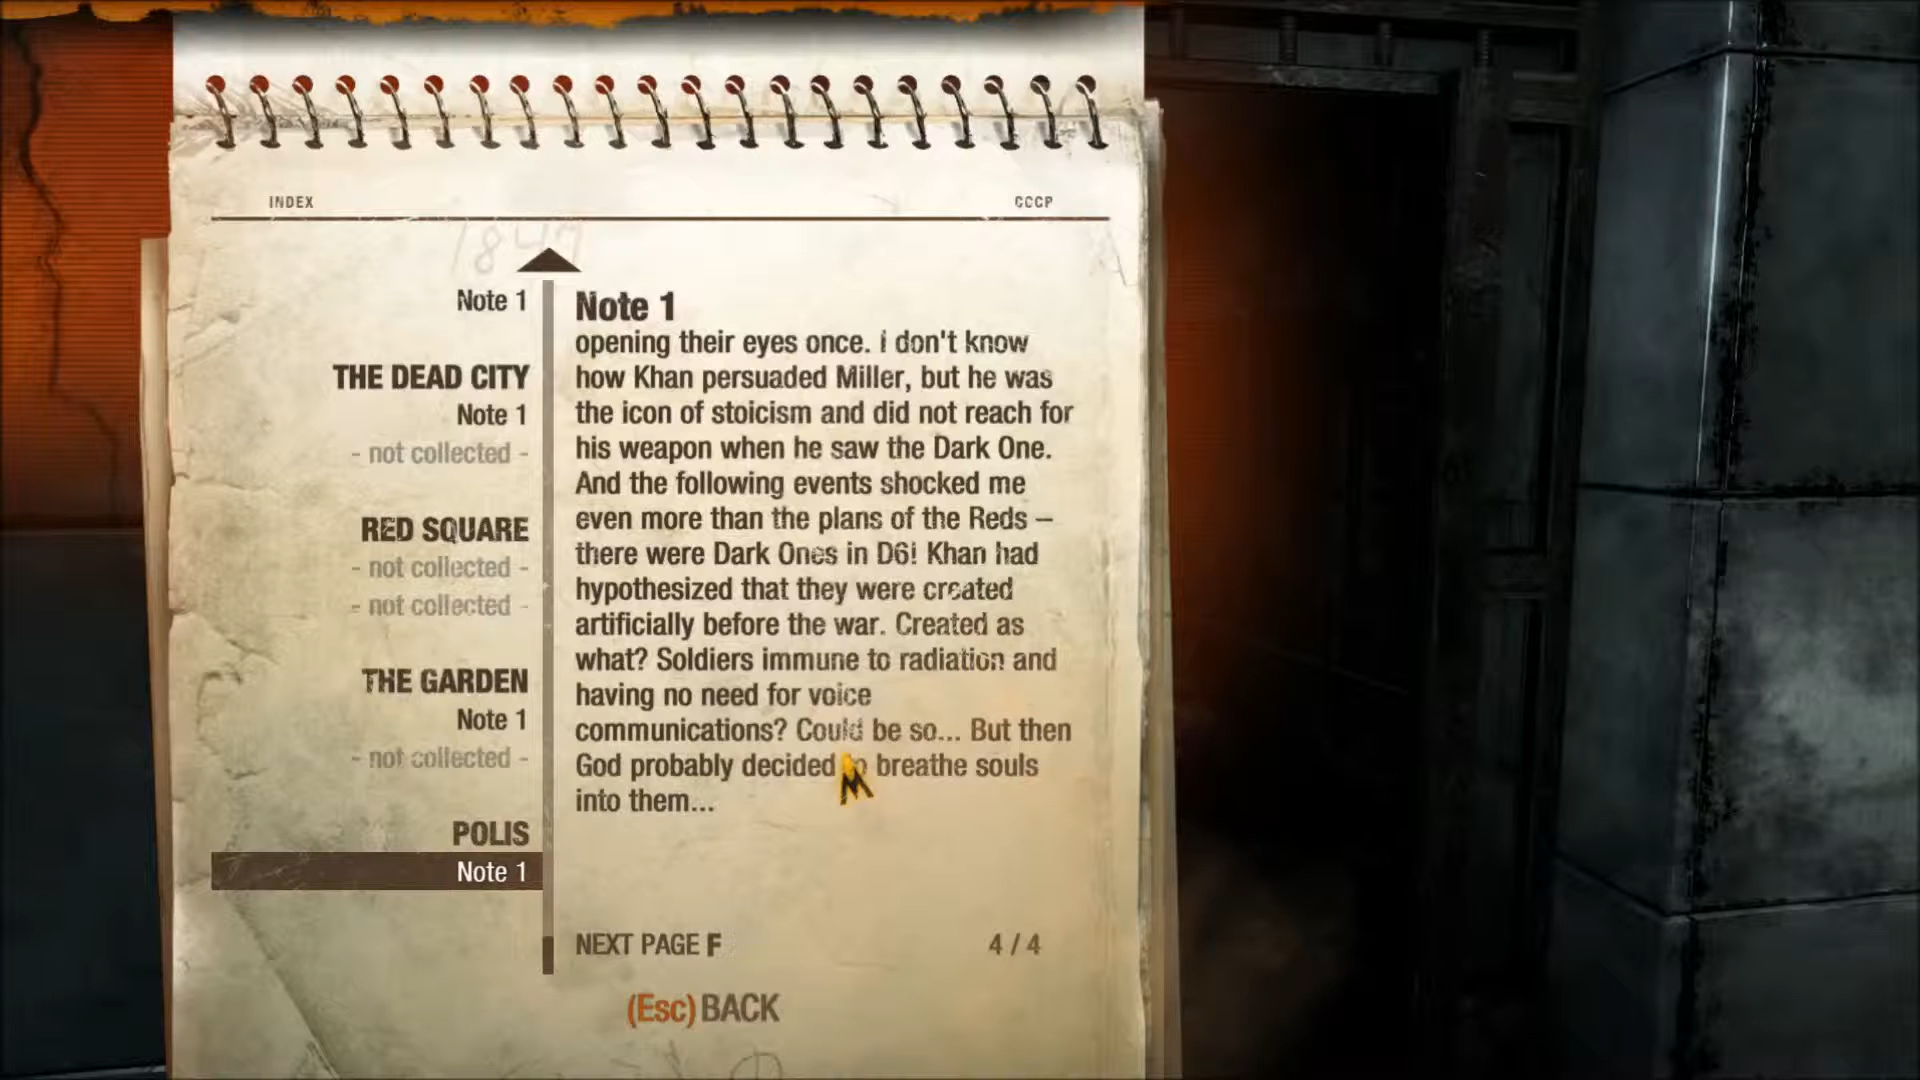 INDEX
CCCP
1847
Note 1
THE DEAD CITY
Note 1
- not collected -
RED SQUARE
- not collected -
- not collected -
THE GARDEN
Note 1
- not collected -
POLIS
Note 1
Note 1
opening their eyes once. I don't know
how Khan persuaded Miller, but he was
the icon of stoicism and did not reach for
his weapon when he saw the Dark One.
And the following events shocked me
even more than the plans of the Reds –
there were Dark Ones in D6! Khan had
hypothesized that they were created
artificially before the war. Created as
what? Soldiers immune to radiation and
having no need for voice
communications? Could be so... But then
God probably decided to breathe souls
into them...
NEXT PAGE F
4 / 4
(Esc) BACK